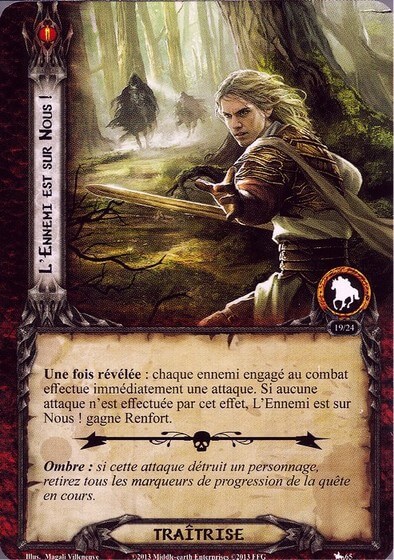 L'Ennemi est sur Nous !
19/24
Une fois révélée : chaque ennemi engagé au combat
effectue immédiatement une attaque. Si aucune
attaque n'est effectuée par cet effet, L'Ennemi est sur
Nous ! gagne Renfort.
Ombre : si cette attaque détruit un personnage,
retirez tous les marqueurs de progression de la quête
en cours.
TRAÎTRISE
Illus. Magali Villeneuve ©2013 Middle-earth Enterprises ©2013 FFG 65